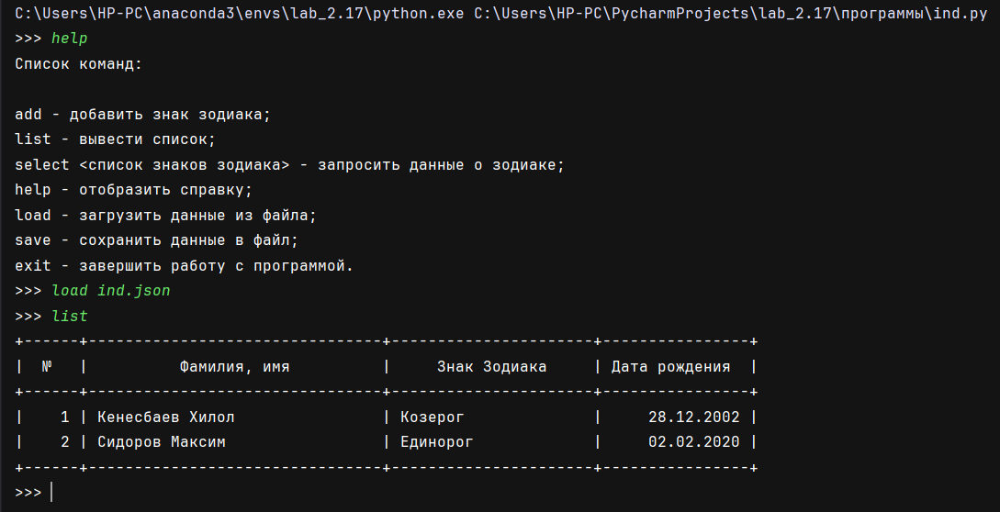 C:\Users\HP-PC\anaconda3\envs\lab_2.17\python.exe C:\Users\HP-PC\PycharmProjects\lab_2.17\программы\ind.py
>>> help
Список команд:

add - добавить знак зодиака;
list - вывести список;
select <список знаков зодиака> - запросить данные о зодиаке;
help - отобразить справку;
load - загрузить данные из файла;
save - сохранить данные в файл;
exit - завершить работу с программой.
>>> load ind.json
>>> list
+------+--------------------------------+----------------------+----------------+
|  №   |          Фамилия, имя          |     Знак Зодиака     | Дата рождения  |
+------+--------------------------------+----------------------+----------------+
|    1 | Кенесбаев Хилол                | Козерог              |     28.12.2002 |
|    2 | Сидоров Максим                 | Единорог             |     02.02.2020 |
+------+--------------------------------+----------------------+----------------+
>>>